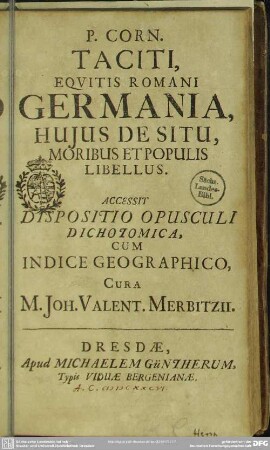 P. CORN.
TACITI,
EQVITIS ROMANI
GERMANIA,
HUJUS DE SITU,
MORIBUS ET POPULIS
LIBELLUS.
ACCESSIT
DISPOSITIO OPUSCULI
DICHOTOMICA,
CUM
INDICE GEOGRAPHICO,
CURA
M. JOH. VALENT. MERBITZII.
Sächs.
Landes-
Bibl.
DRESDÆ,
Apud MICHAELEM GüNTHERUM,
Typis VIDUÆ BERGENIANÆ.